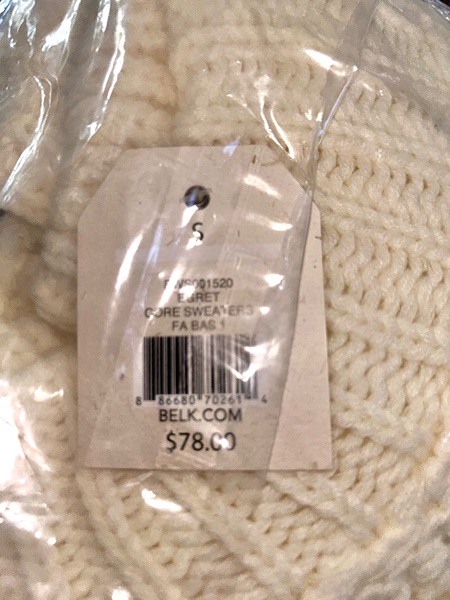 S
EGRET
CORE SWEATERS
FA BAS 1
8 86680 70261 4
BELK.COM
$78.00